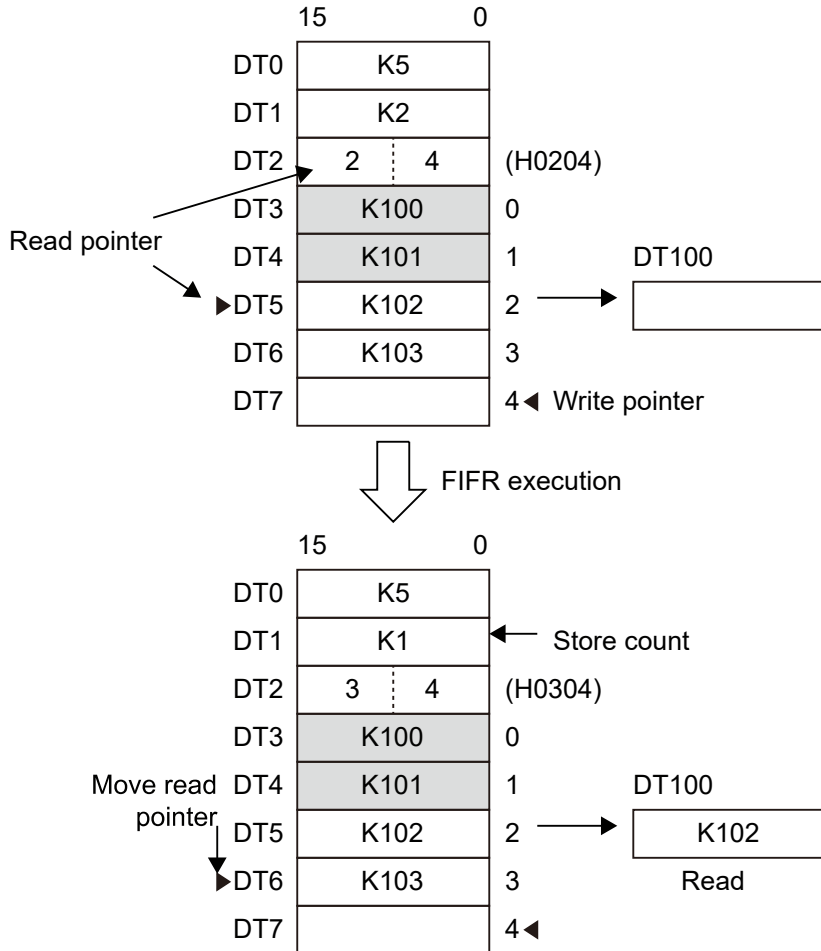 15 0
DT0 K5
DT1 K2
DT2 2 4 (H0204)
DT3 K100 0
Read pointer
DT4 K101 1 DT100
DT5 K102 2
DT6 K103 3
DT7 4 Write pointer
FIFR execution
15 0
DT0 K5
DT1 K1 Store count
DT2 3 4 (H0304)
DT3 K100 0
Move read
pointer
DT4 K101 1 DT100
DT5 K102 2 K102
DT6 K103 3 Read
DT7 4